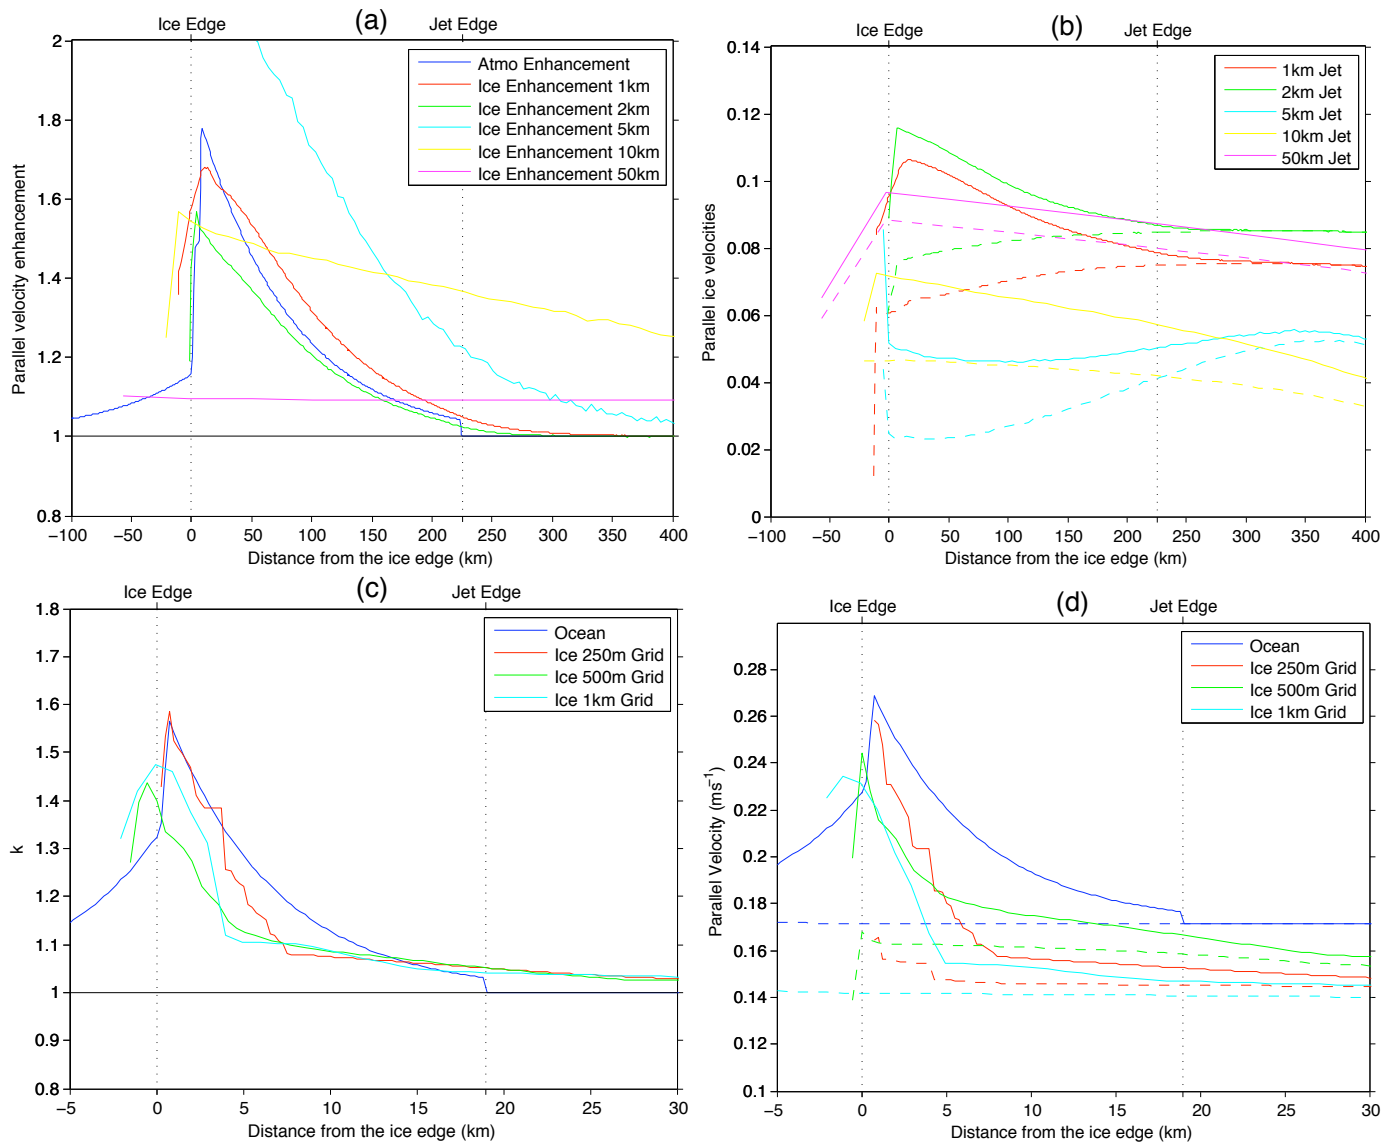 (a)
Ice Edge
Jet Edge
2
1.8
1.6
1.4
1.2
1
0.8
Parallel velocity enhancement
Atmo Enhancement
Ice Enhancement 1km
Ice Enhancement 2km
Ice Enhancement 5km
Ice Enhancement 10km
Ice Enhancement 50km
−100
−50
0
50
100
150
200
250
300
350
400
Distance from the ice edge (km)
(b)
Ice Edge
Jet Edge
0.14
0.12
0.1
0.08
0.06
0.04
0.02
0
Parallel ice velocities
1km Jet
2km Jet
5km Jet
10km Jet
50km Jet
−100
−50
0
50
100
150
200
250
300
350
400
Distance from the ice edge (km)
(c)
Ice Edge
Jet Edge
1.8
1.7
1.6
1.5
1.4
1.3
1.2
1.1
1
0.9
0.8
k
Ocean
Ice 250m Grid
Ice 500m Grid
Ice 1km Grid
−5
0
5
10
15
20
25
30
Distance from the ice edge (km)
(d)
Ice Edge
Jet Edge
0.28
0.26
0.24
0.22
0.2
0.18
0.16
0.14
0.12
0.1
Parallel Velocity (ms⁻¹)
Ocean
Ice 250m Grid
Ice 500m Grid
Ice 1km Grid
−5
0
5
10
15
20
25
30
Distance from the ice edge (km)